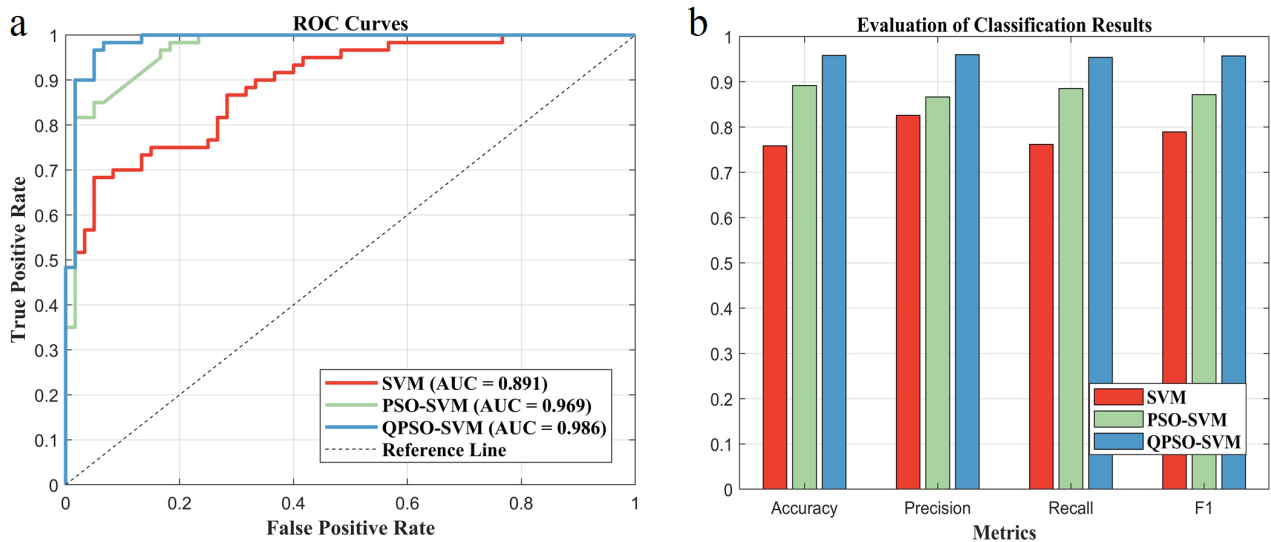 a
ROC Curves
1
0.9
0.8
0.7
0.6
0.5
0.4
0.3
0.2
0.1
0
True Positive Rate
0
0.2
0.4
0.6
0.8
1
False Positive Rate
SVM (AUC = 0.891)
PSO-SVM (AUC = 0.969)
QPSO-SVM (AUC = 0.986)
Reference Line
b
Evaluation of Classification Results
1
0.9
0.8
0.7
0.6
0.5
0.4
0.3
0.2
0.1
0
Accuracy
Precision
Recall
F1
Metrics
SVM
PSO-SVM
QPSO-SVM